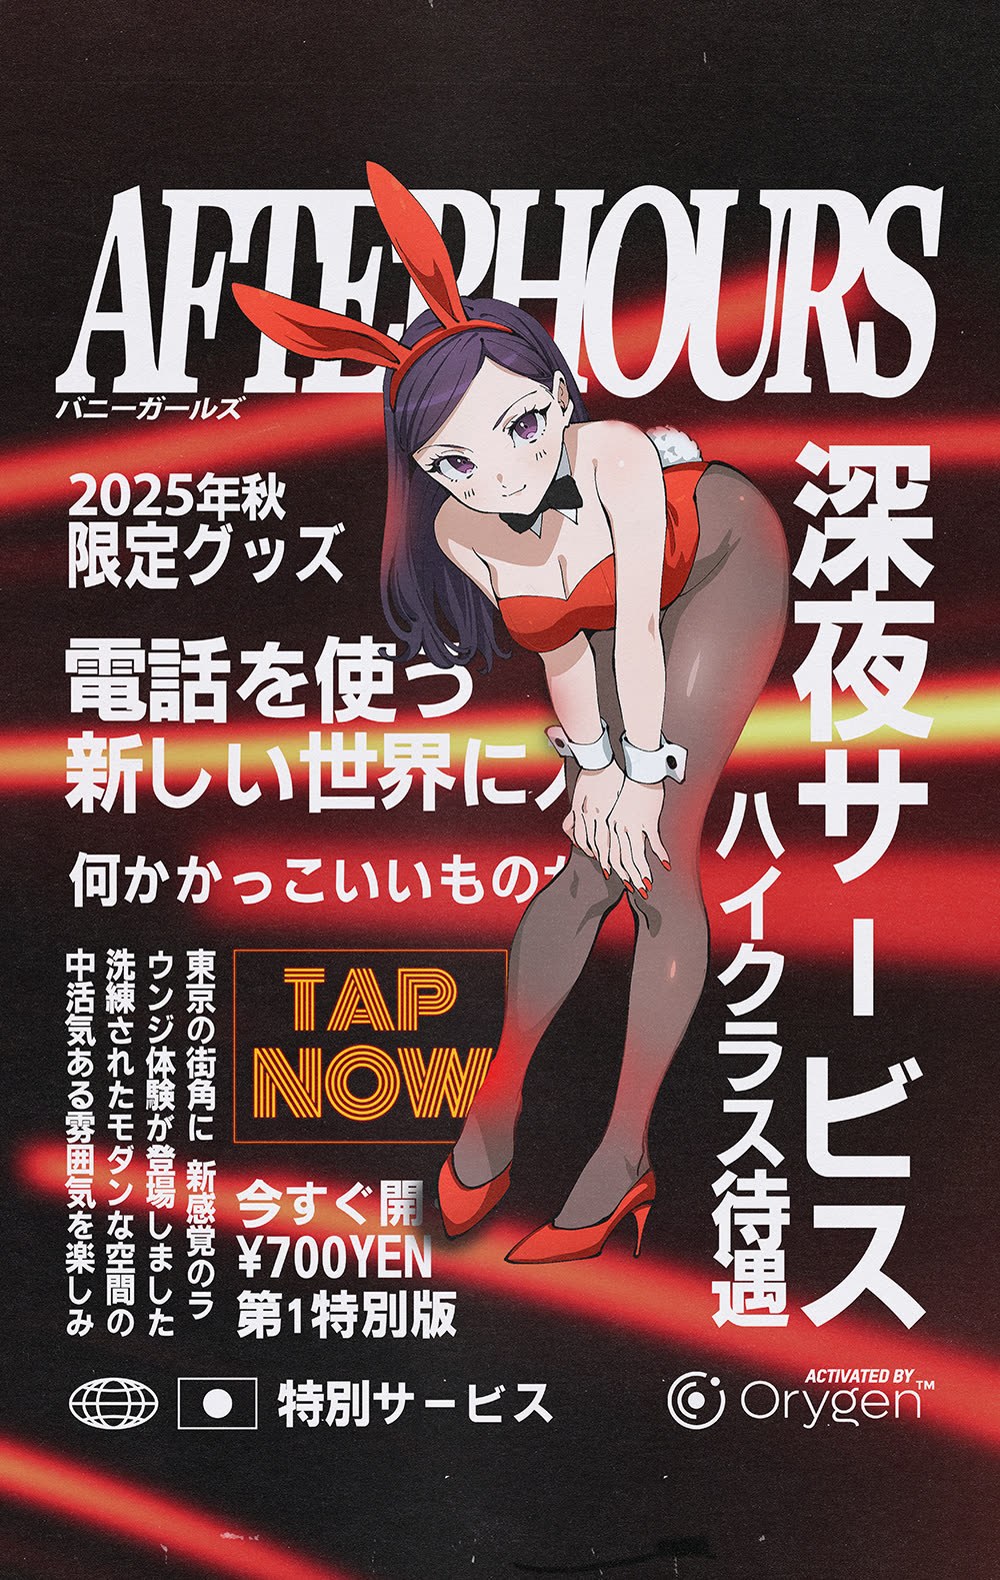 AFTERHOURS
バニーガールズ
2025年秋
限定グッズ
電話を使う
新しい世界に
何かかっこいいもの
深夜サービス
ハイクラス待遇
東京の街角に 新感覚のラ
ウンジ体験が登場しました
洗練されたモダンな空間の
中活気ある雰囲気を楽しみ
TAP
NOW
今すぐ開
¥700YEN
第1特別版
特別サービス
ACTIVATED BY
Orygen™